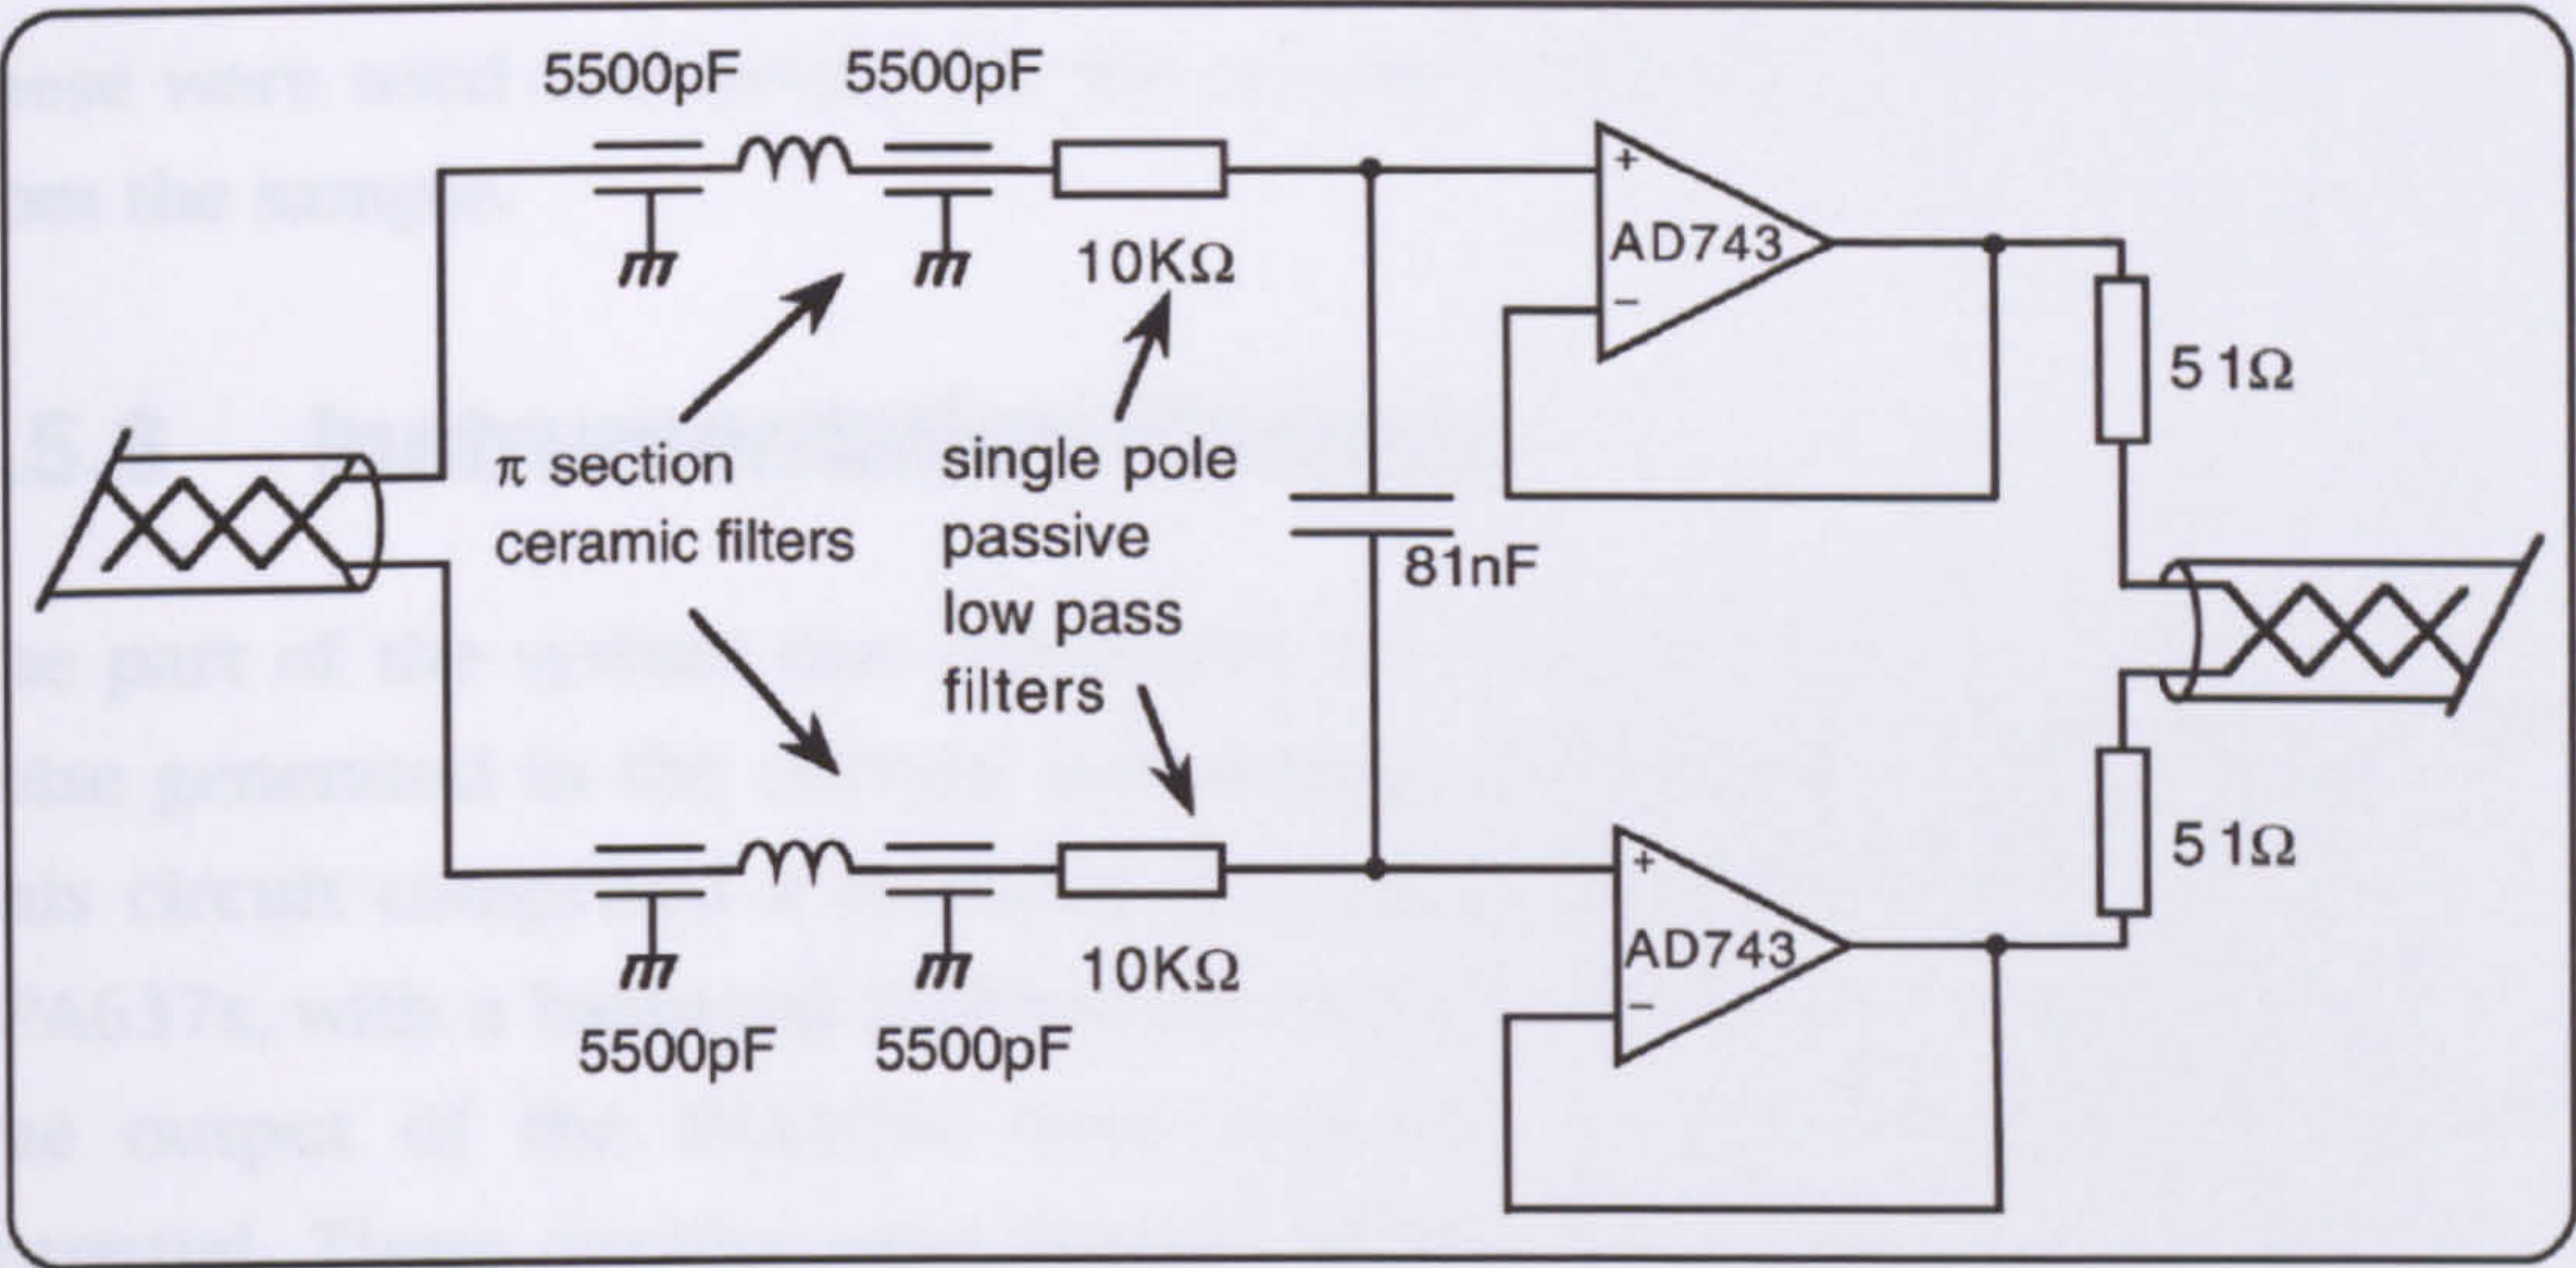 5500pF 5500pF
+
AD743
−
10KΩ
51Ω
π section
ceramic filters
single pole
passive
low pass
filters
81nF
+
AD743
−
51Ω
10KΩ
5500pF 5500pF